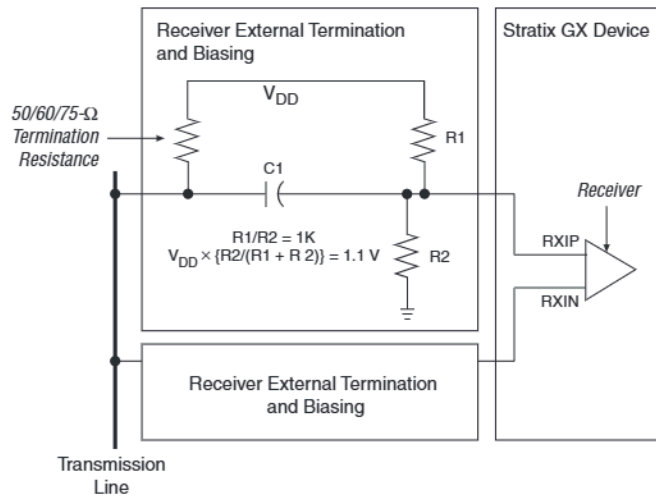 Receiver External Termination
and Biasing
Stratix GX Device
V_DD
50/60/75-Ω
Termination
Resistance
R1
C1
Receiver
R1/R2 = 1K
V_DD × {R2/(R1 + R 2)} = 1.1 V
R2
RXIP
RXIN
Receiver External Termination
and Biasing
Transmission
Line